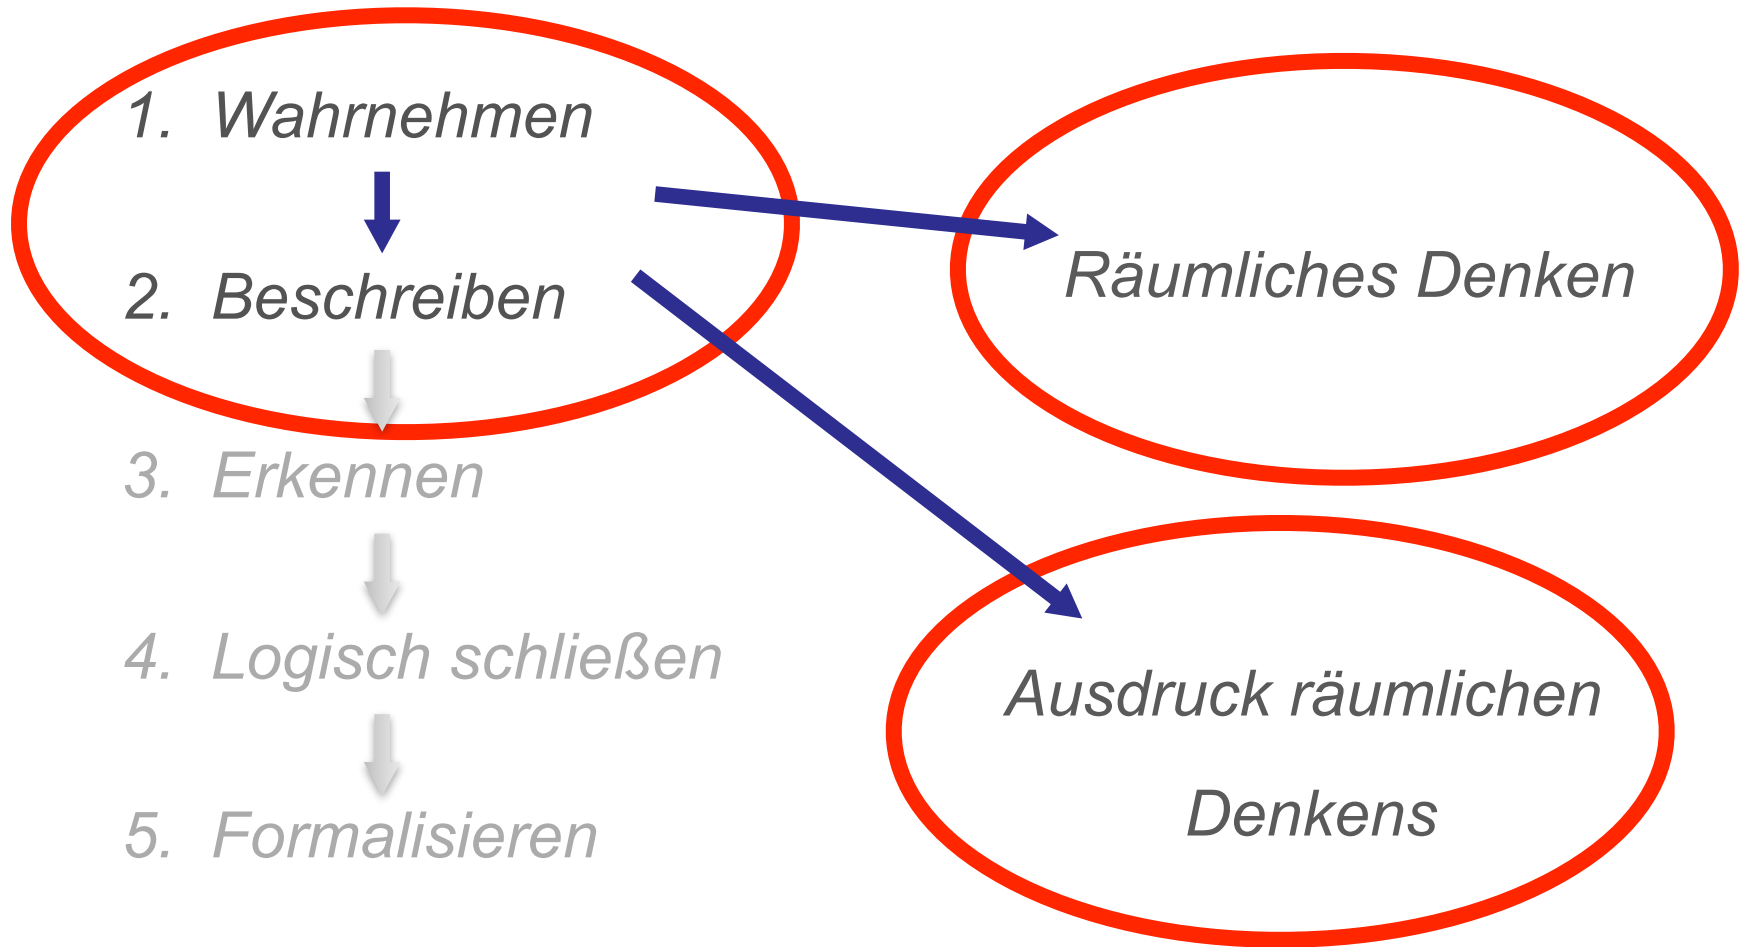 1. Wahrnehmen
2. Beschreiben
3. Erkennen
4. Logisch schließen
5. Formalisieren
Räumliches Denken
Ausdruck räumlichen
Denkens